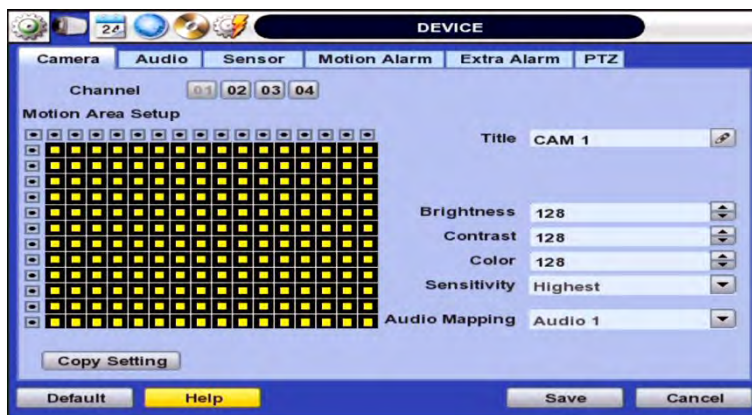 24
DEVICE
Camera Audio Sensor Motion Alarm Extra Alarm PTZ
Channel 01 02 03 04
Motion Area Setup
Title CAM 1
Brightness 128
Contrast 128
Color 128
Sensitivity Highest
Audio Mapping Audio 1
Copy Setting
Default Help Save Cancel